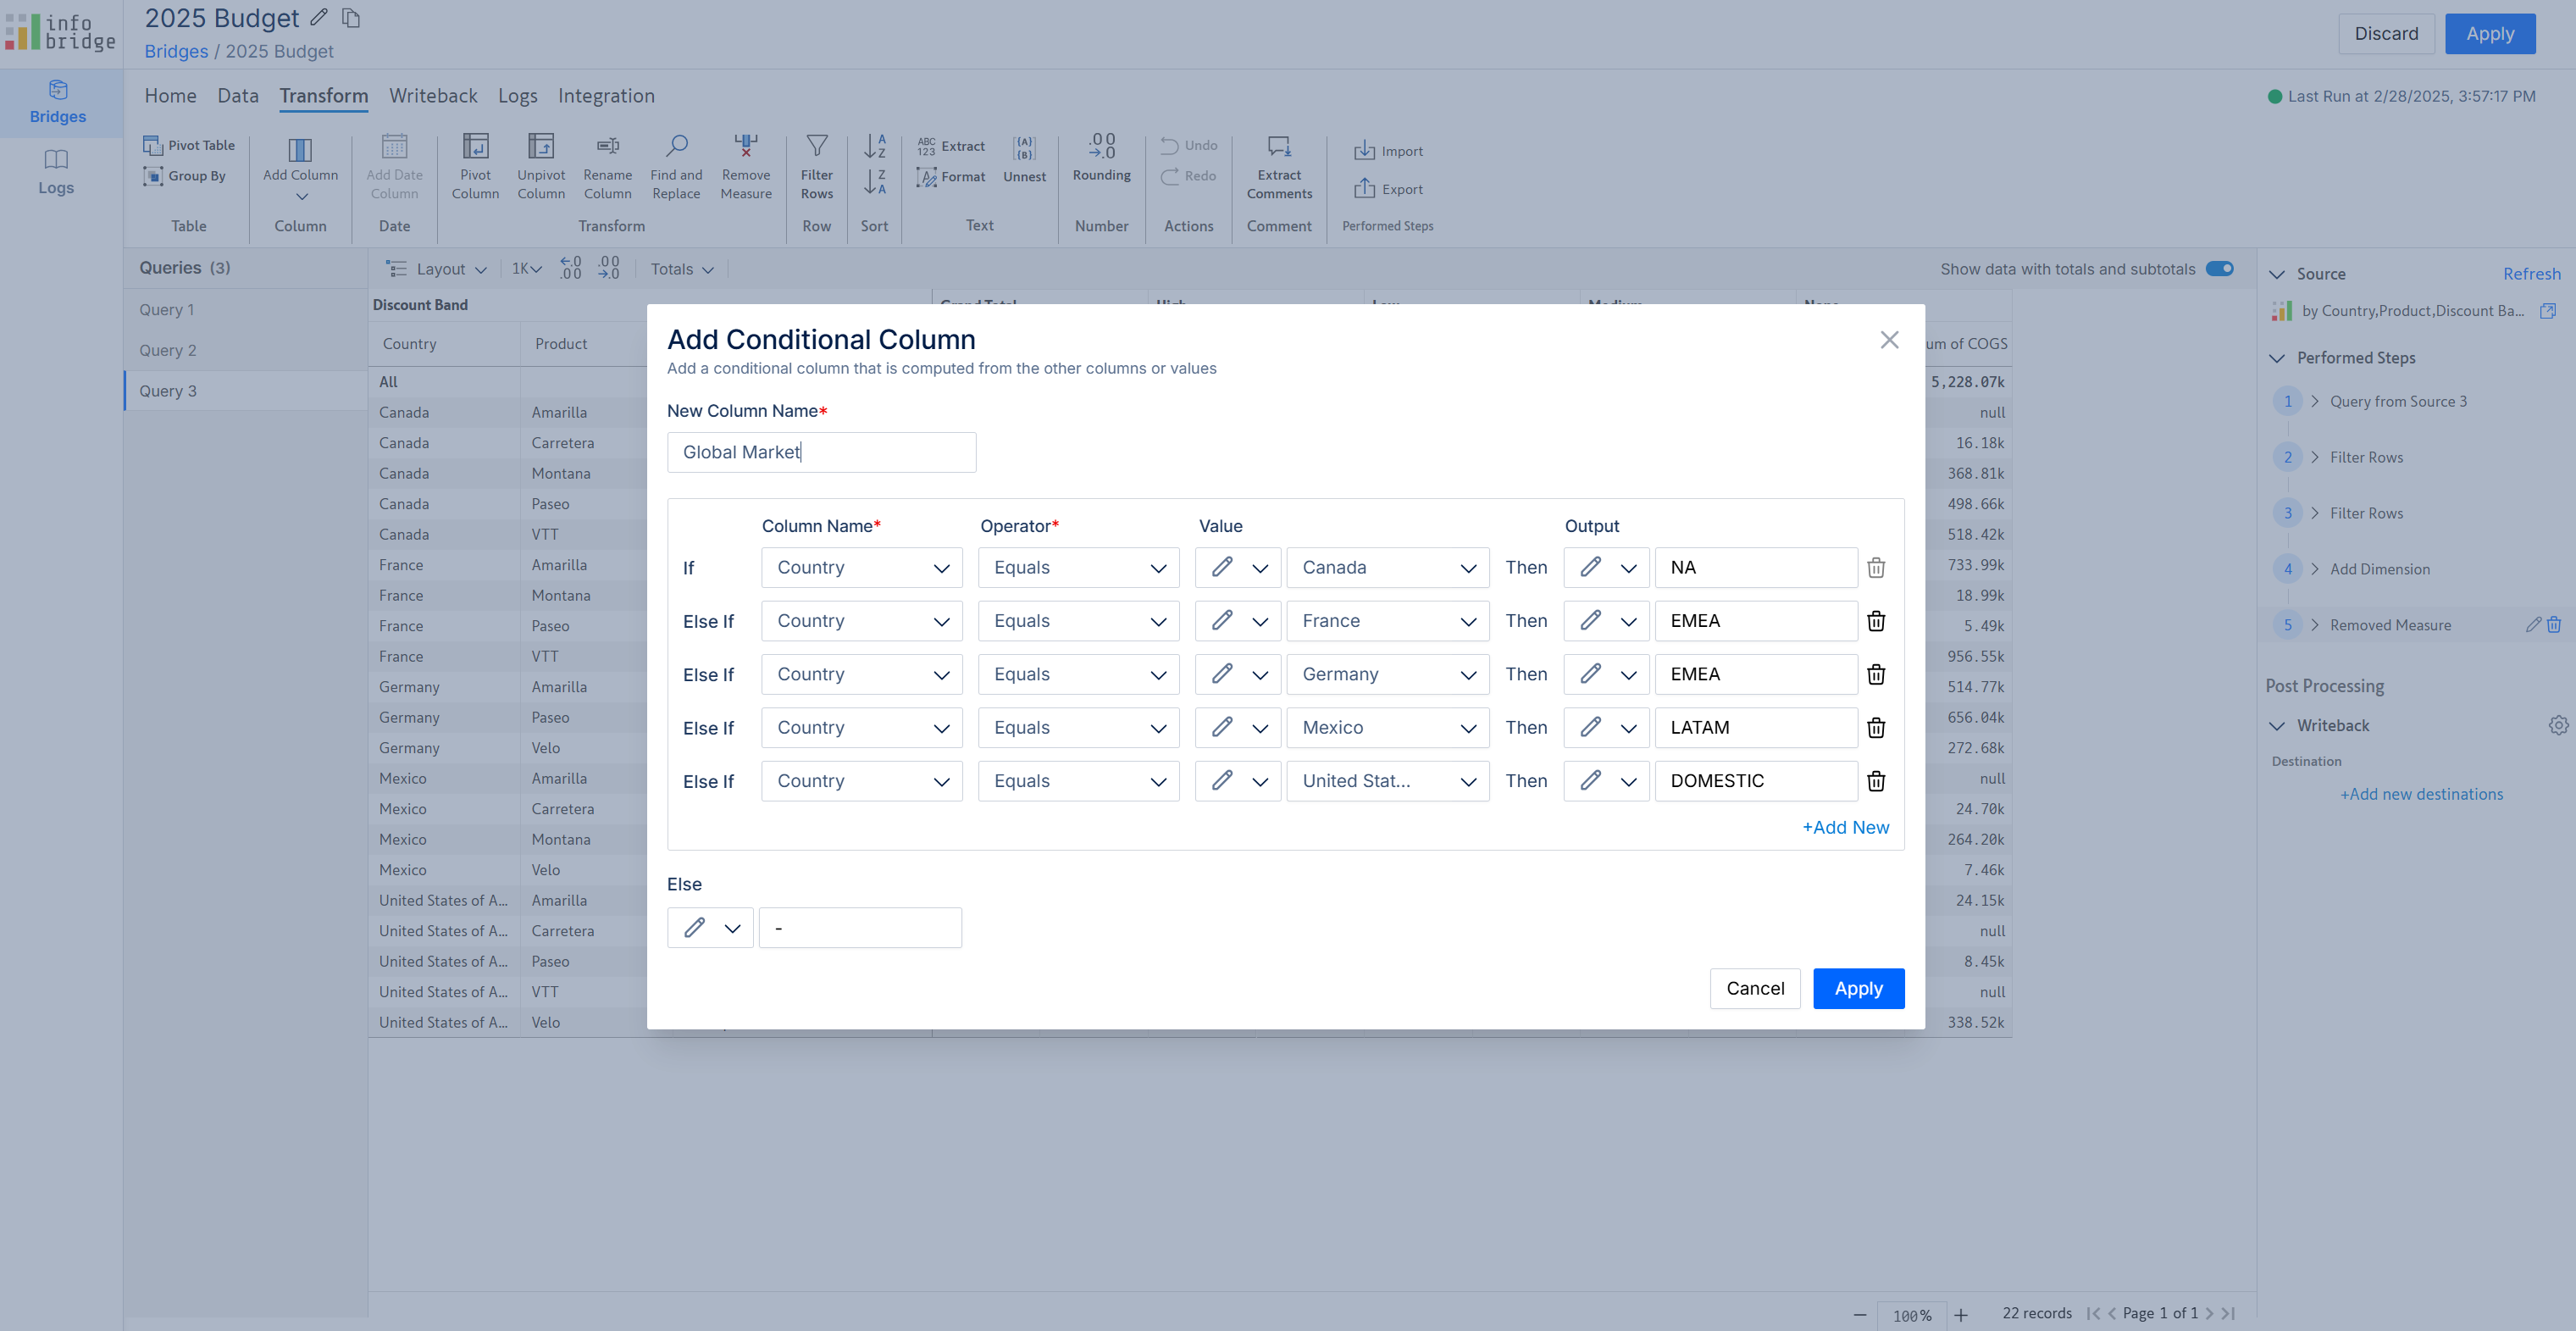 info
bridge
2025 Budget
Bridges / 2025 Budget
Discard
Apply
Bridges
Logs
Home Data Transform Writeback Logs Integration
Last Run at 2/28/2025, 3:57:17 PM
Pivot Table
Group By
Table
Add Column
Column
Add Date
Column
Date
Pivot
Column
Unpivot
Column
Rename
Column
Find and
Replace
Remove
Measure
Transform
Filter
Rows
Row
A
Z
Z
A
Sort
ABC
123
Extract
Format
{A}
{B}
Unnest
Text
.00
→.0
Rounding
Number
Undo
Redo
Actions
Extract
Comments
Comment
Import
Export
Performed Steps
Queries (3)
Query 1
Query 2
Query 3
Layout 1K ←.0 .00 .00 →.0 Totals
Show data with totals and subtotals
Discount Band
Country Product um of COGS
All 5,228.07k
Canada Amarilla null
Canada Carretera 16.18k
Canada Montana 368.81k
Canada Paseo 498.66k
Canada VTT 518.42k
France Amarilla 733.99k
France Montana 18.99k
France Paseo 5.49k
France VTT 956.55k
Germany Amarilla 514.77k
Germany Paseo 656.04k
Germany Velo 272.68k
Mexico Amarilla null
Mexico Carretera 24.70k
Mexico Montana 264.20k
Mexico Velo 7.46k
United States of A... Amarilla 24.15k
United States of A... Carretera null
United States of A... Paseo 8.45k
United States of A... VTT null
United States of A... Velo 338.52k
Add Conditional Column
Add a conditional column that is computed from the other columns or values
New Column Name*
Global Market
Column Name* Operator* Value Output
If Country Equals Canada Then NA
Else If Country Equals France Then EMEA
Else If Country Equals Germany Then EMEA
Else If Country Equals Mexico Then LATAM
Else If Country Equals United Stat... Then DOMESTIC
+Add New
Else
-
Cancel
Apply
Source
Refresh
by Country,Product,Discount Ba...
Performed Steps
1 Query from Source 3
2 Filter Rows
3 Filter Rows
4 Add Dimension
5 Removed Measure
Post Processing
Writeback
Destination
+Add new destinations
100%
22 records
Page 1 of 1